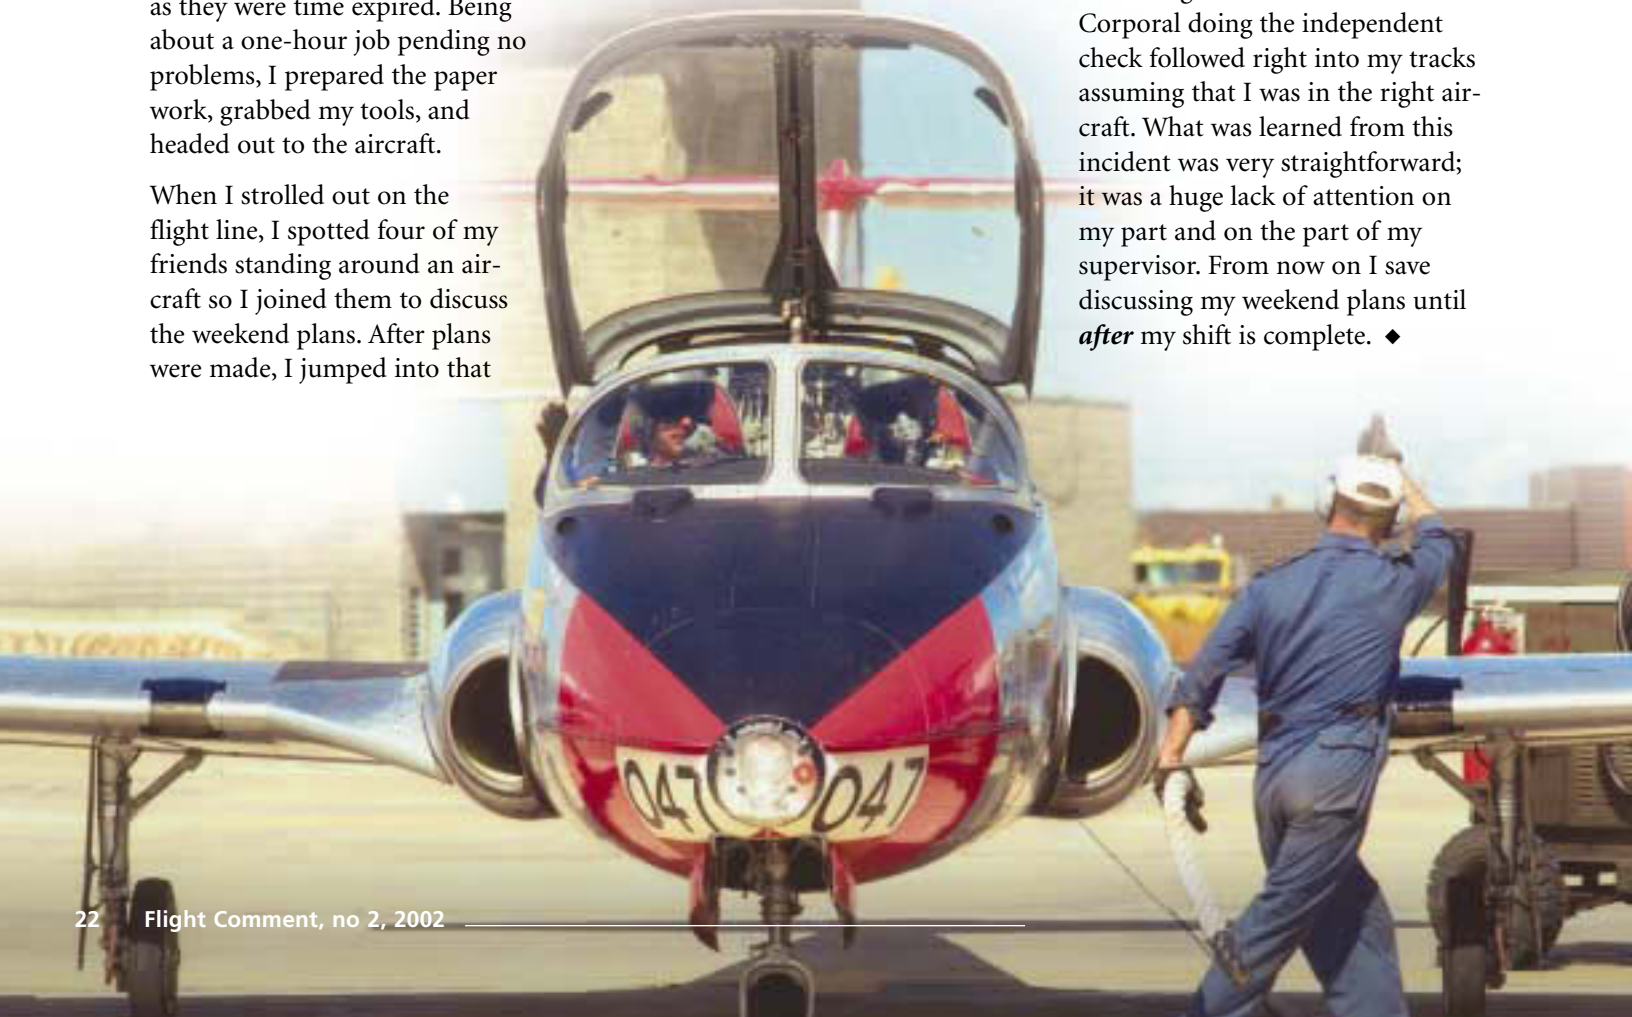 as they were time expired. Being
about a one-hour job pending no
problems, I prepared the paper
work, grabbed my tools, and
headed out to the aircraft.
When I strolled out on the
flight line, I spotted four of my
friends standing around an air-
craft so I joined them to discuss
the weekend plans. After plans
were made, I jumped into that
Corporal doing the independent
check followed right into my tracks
assuming that I was in the right air-
craft. What was learned from this
incident was very straightforward;
it was a huge lack of attention on
my part and on the part of my
supervisor. From now on I save
discussing my weekend plans until
after my shift is complete. ◆
047 047
22 Flight Comment, no 2, 2002